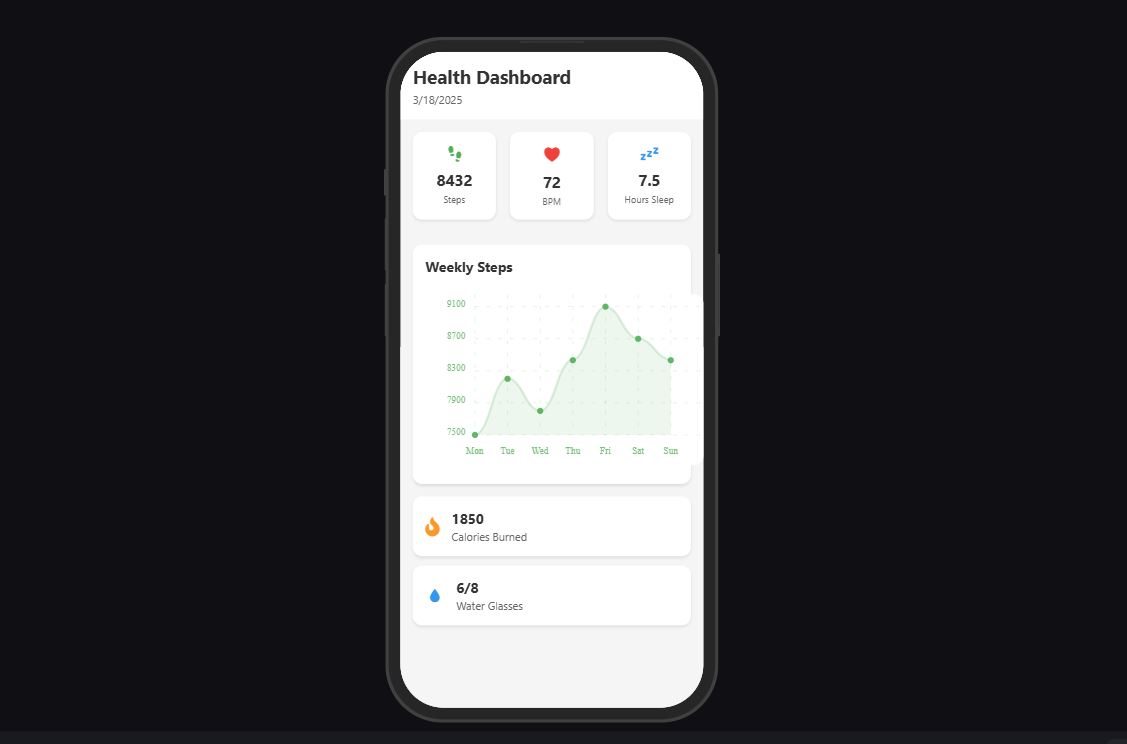 Health Dashboard
3/18/2025
8432
Steps
72
BPM
7.5
Hours Sleep
Weekly Steps
9100
8700
8300
7900
7500
Mon Tue Wed Thu Fri Sat Sun
1850
Calories Burned
6/8
Water Glasses